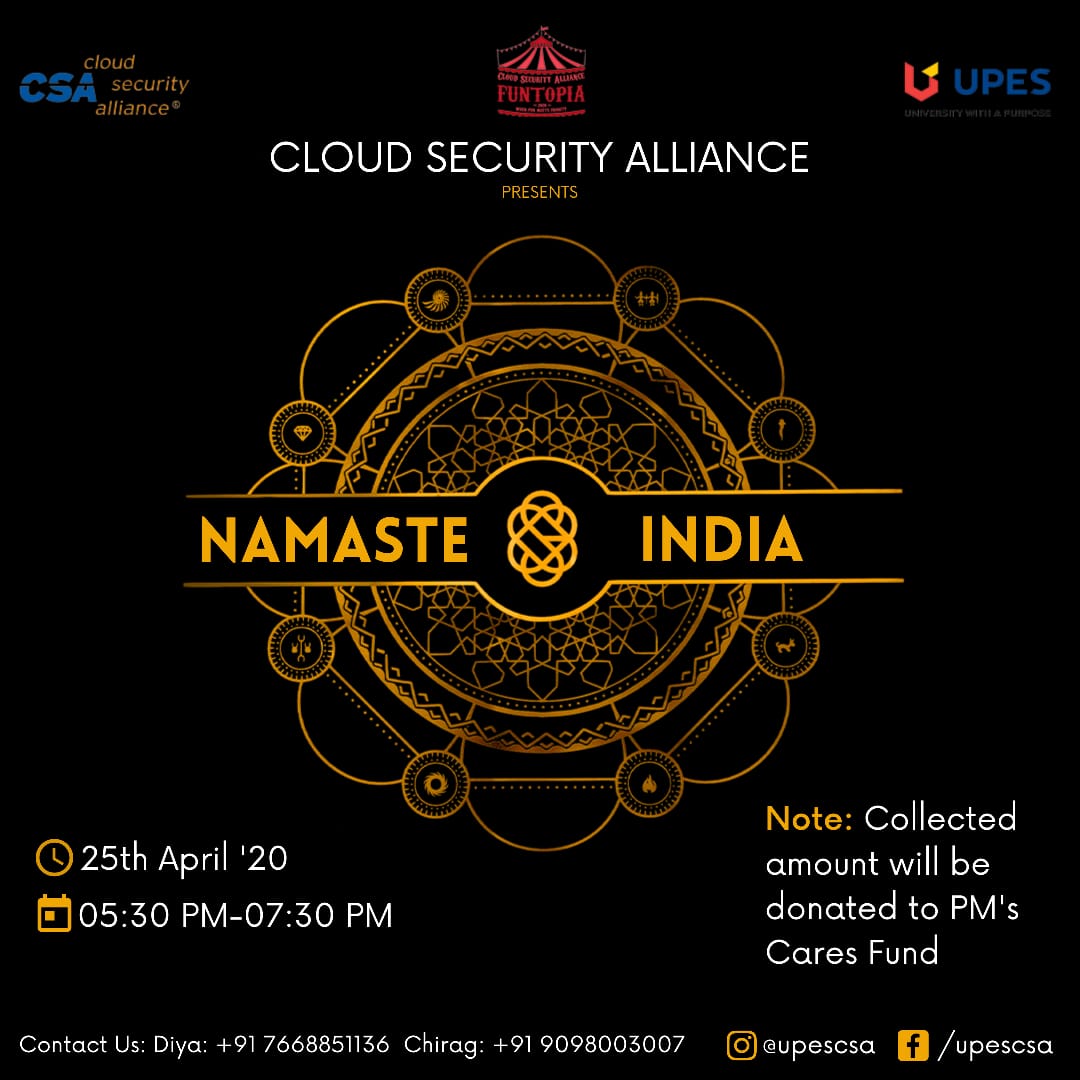 cloud
CSA security
alliance®
CLOUD SECURITY ALLIANCE
FUNTOPIA
UPES
UNIVERSITY WITH A PURPOSE
CLOUD SECURITY ALLIANCE
PRESENTS
NAMASTE INDIA
25th April '20
05:30 PM-07:30 PM
Note: Collected
amount will be
donated to PM's
Cares Fund
Contact Us: Diya: +91 7668851136 Chirag: +91 9098003007 @upescsa /upescsa